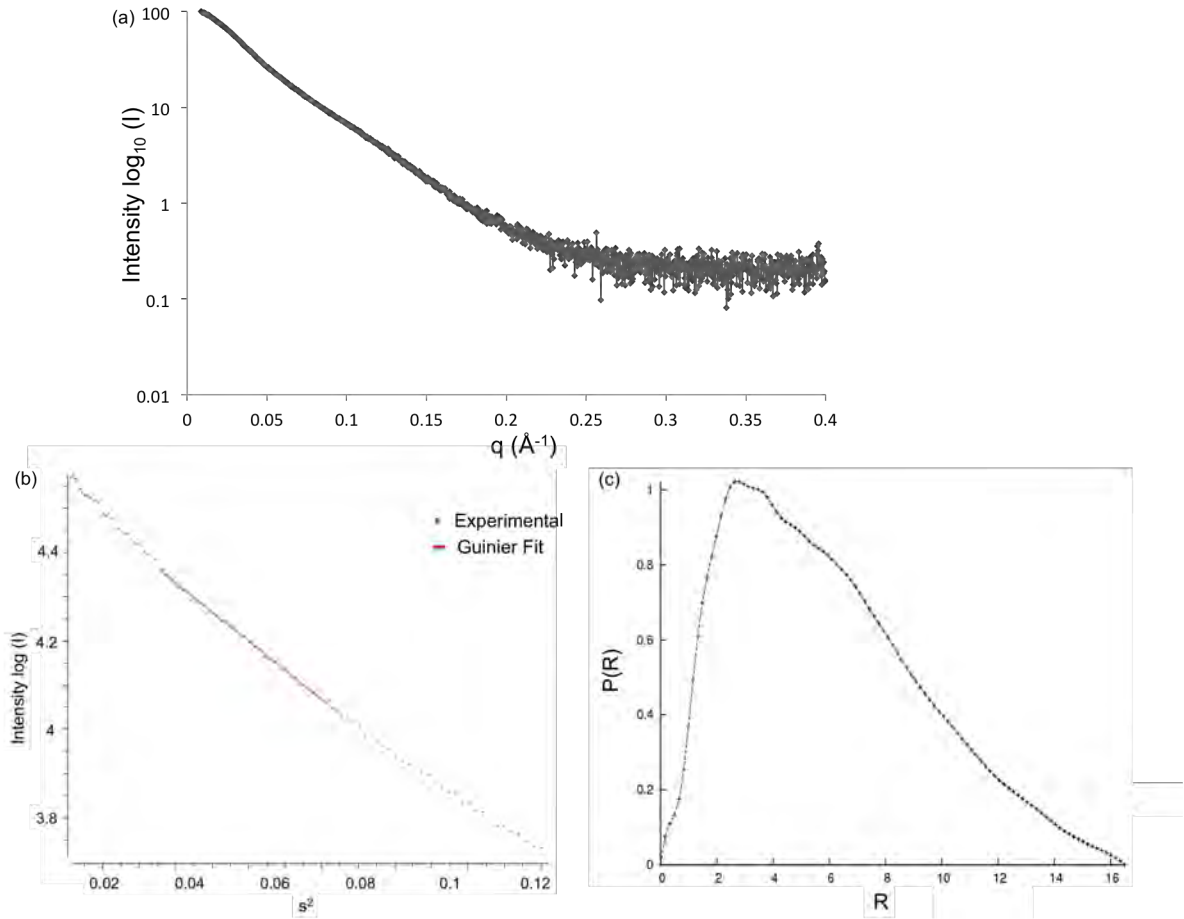 (a)
Intensity log10 (I)
100
10
1
0.1
0.01
0 0.05 0.1 0.15 0.2 0.25 0.3 0.35 0.4
q (Å-1)
(b)
Intensity log (I)
4.4
4.2
4
3.8
Experimental
Guinier Fit
0.02 0.04 0.06 0.08 0.1 0.12
s²
(c)
P(R)
1
0.8
0.6
0.4
0.2
0
0 2 4 6 8 10 12 14 16
R